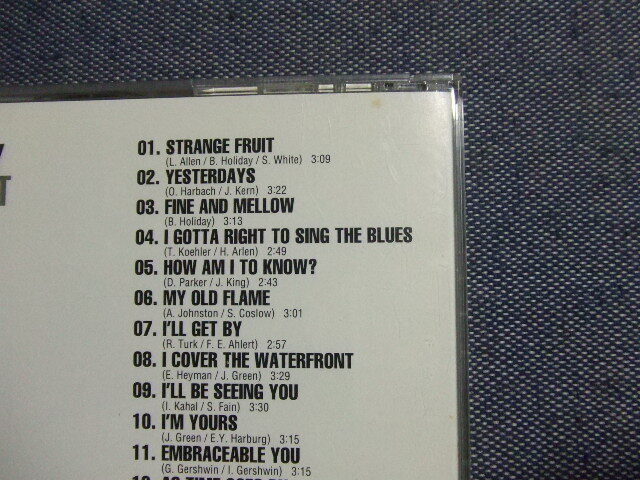 01. STRANGE FRUIT
(L. Allen / B. Holiday / S. White) 3:09
02. YESTERDAYS
(O. Harbach / J. Kern) 3:22
03. FINE AND MELLOW
(B. Holiday) 3:13
04. I GOTTA RIGHT TO SING THE BLUES
(T. Koehler / H. Arlen) 2:49
05. HOW AM I TO KNOW?
(D. Parker / J. King) 2:43
06. MY OLD FLAME
(A. Johnston / S. Coslow) 3:01
07. I'LL GET BY
(R. Turk / F. E. Ahlert) 2:57
08. I COVER THE WATERFRONT
(E. Heyman / J. Green) 3:29
09. I'LL BE SEEING YOU
(I. Kahal / S. Fain) 3:30
10. I'M YOURS
(J. Green / E.Y. Harburg) 3:15
11. EMBRACEABLE YOU
(G. Gershwin / I. Gershwin) 3:15